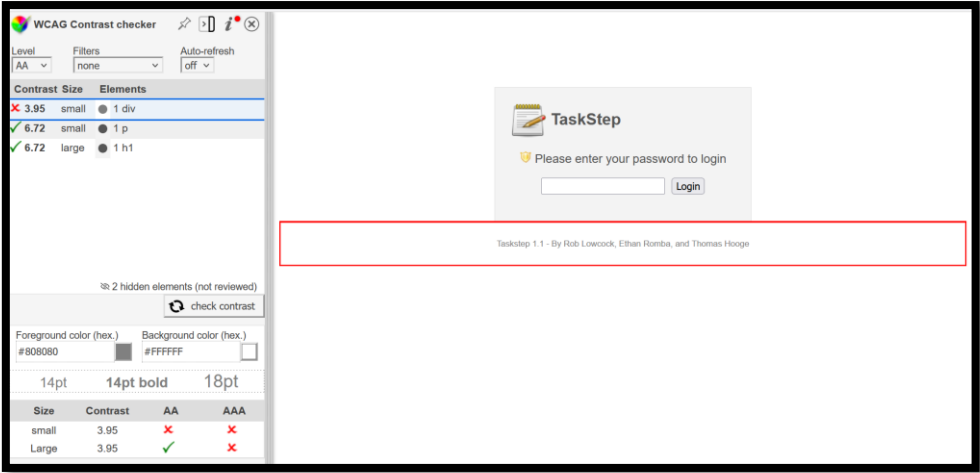 WCAG Contrast checker
Level Filters Auto-refresh
AA none off
Contrast Size Elements
3.95 small 1 div
6.72 small 1 p
6.72 large 1 h1
2 hidden elements (not reviewed)
check contrast
Foreground color (hex.) Background color (hex.)
#808080 #FFFFFF
14pt 14pt bold 18pt
Size Contrast AA AAA
small 3.95
Large 3.95
TaskStep
Please enter your password to login
Login
Taskstep 1.1 - By Rob Lowcock, Ethan Romba, and Thomas Hooge